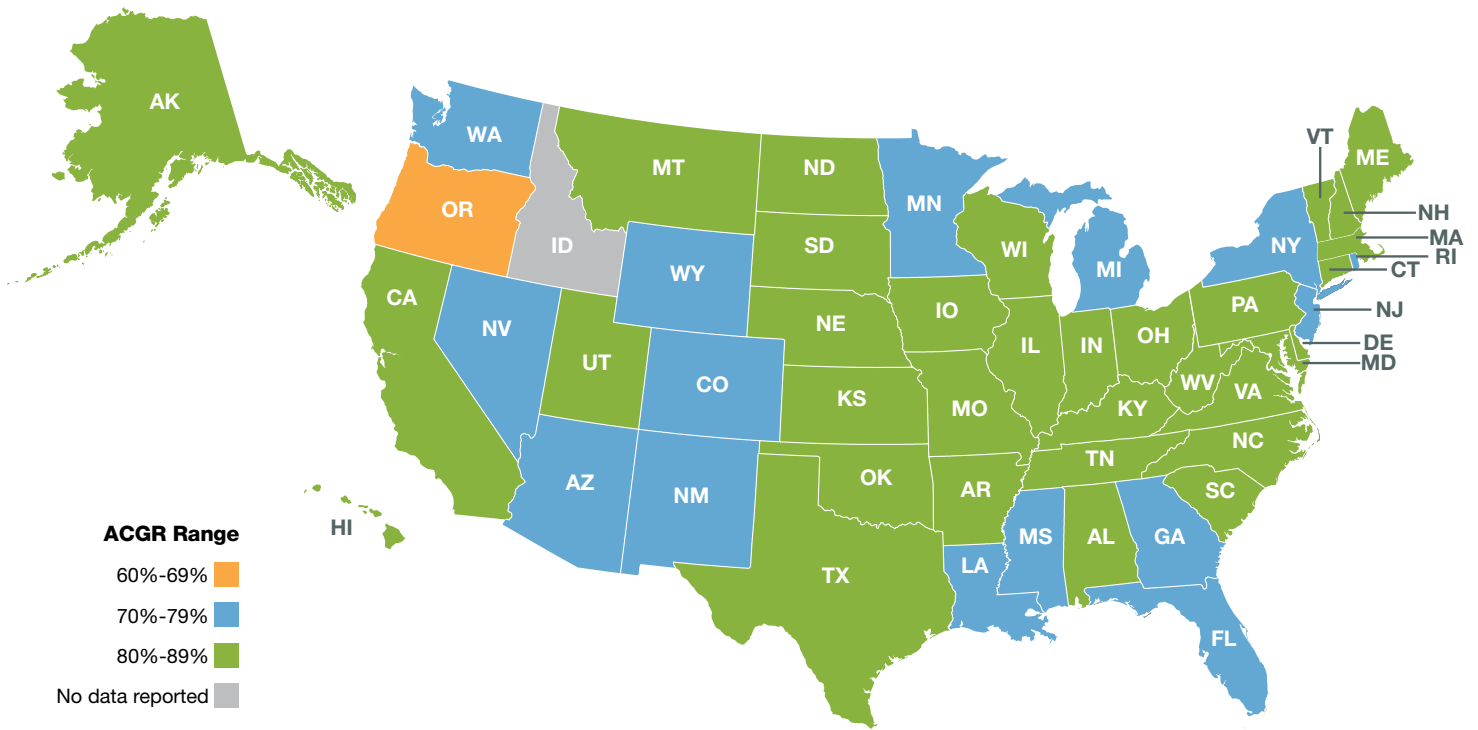 AK
WA
MT
ND
MN
VT
ME
OR
ID
WY
SD
WI
MI
NY
NH
MA
RI
CT
CA
NV
UT
CO
NE
IO
IL
IN
OH
PA
NJ
DE
MD
KS
MO
KY
WV
VA
AZ
NM
OK
AR
TN
NC
SC
HI
TX
LA
MS
AL
GA
FL
ACGR Range
60%-69%
70%-79%
80%-89%
No data reported